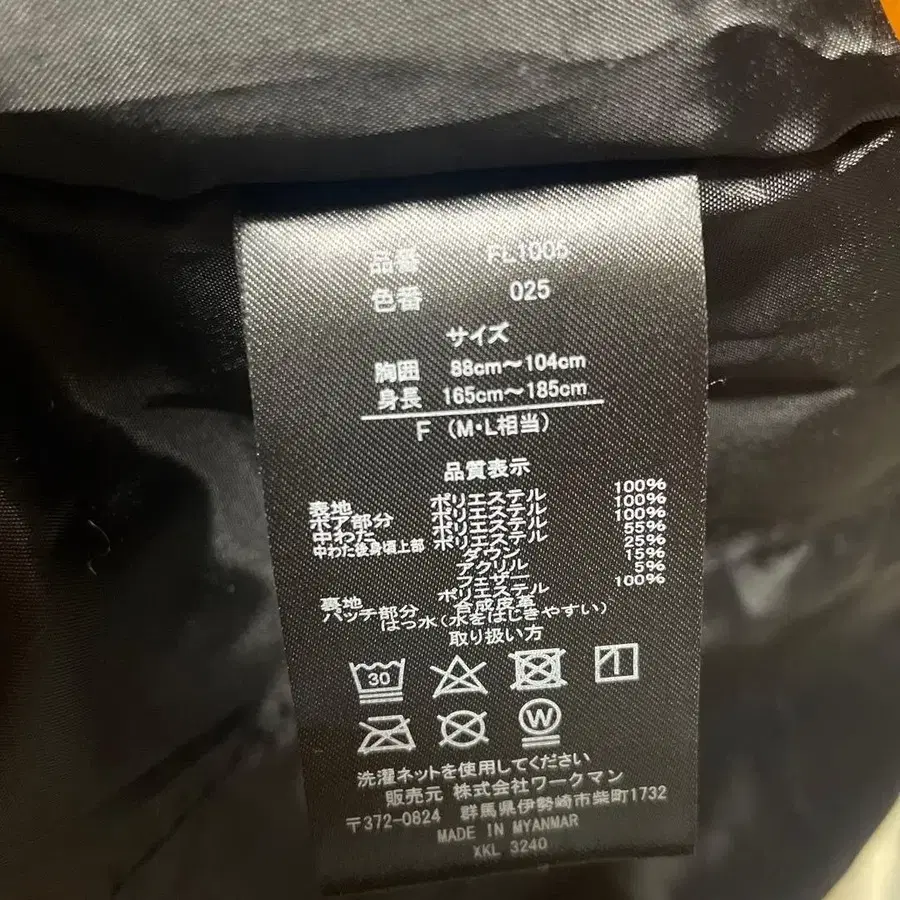 品番 FL1005
色番 025
サイズ
胸囲 88cm～104cm
身長 165cm～185cm
F (M・L相当)
品質表示
表地 ポリエステル 100%
ボア部分 ポリエステル 100%
中わた ポリエステル 100%
中わた後身頃上部 ポリエステル 55%
ダウン 25%
アクリル 15%
フェザー 5%
裏地 ポリエステル 100%
パッチ部分 合成皮革
はっ水(水をはじきやすい)
取り扱い方
30
W
洗濯ネットを使用してください
販売元 株式会社ワークマン
〒372-0824 群馬県伊勢崎市柴町1732
MADE IN MYANMAR
XKL 3240